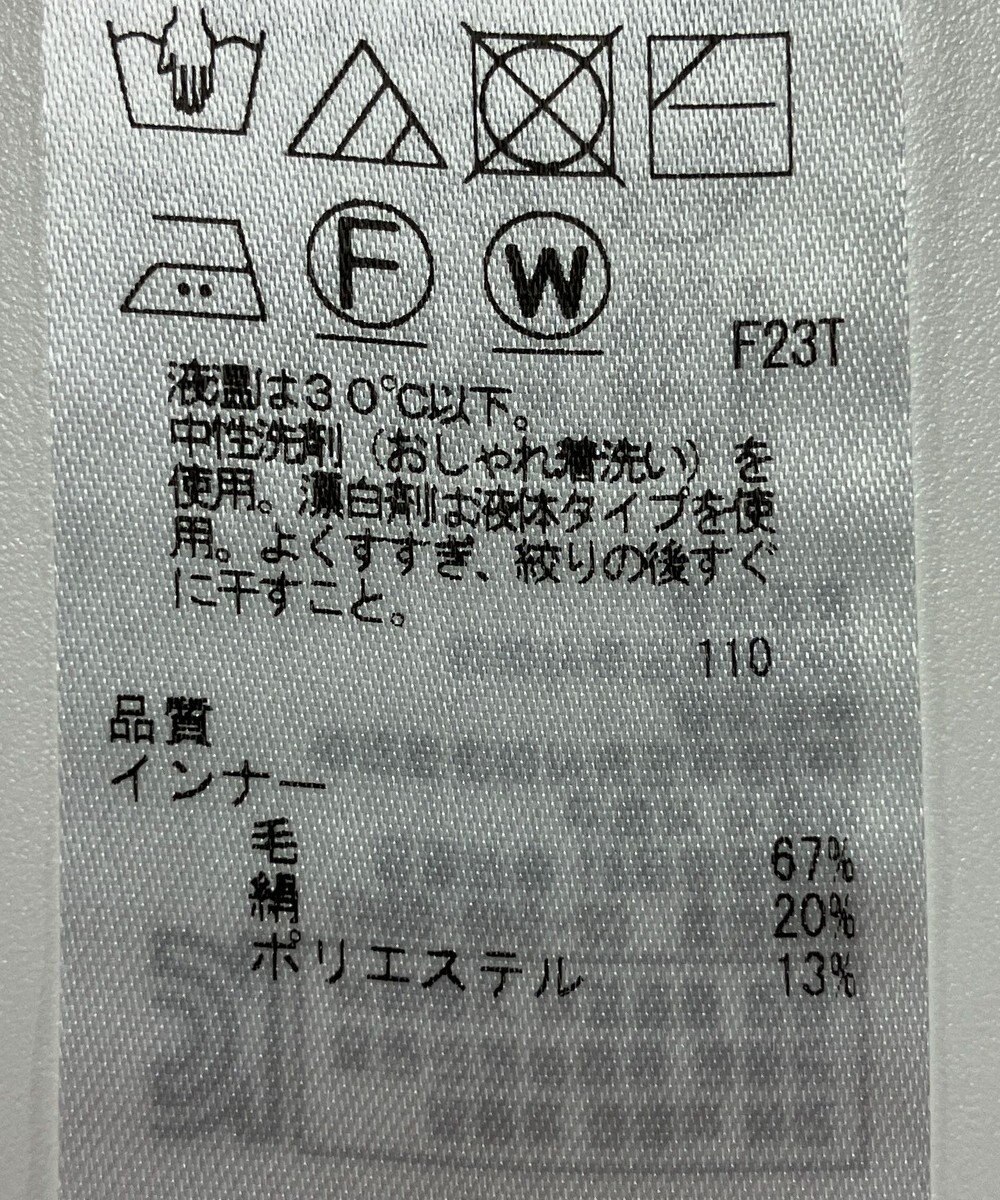 F
W
F23T
液温は30℃以下。
中性洗剤(おしゃれ着洗い)を
使用。漂白剤は液体タイプを使
用。よくすすぎ、絞りの後すぐ
に干すこと。
110
品質
インナー
毛 67%
絹 20%
ポリエステル 13%